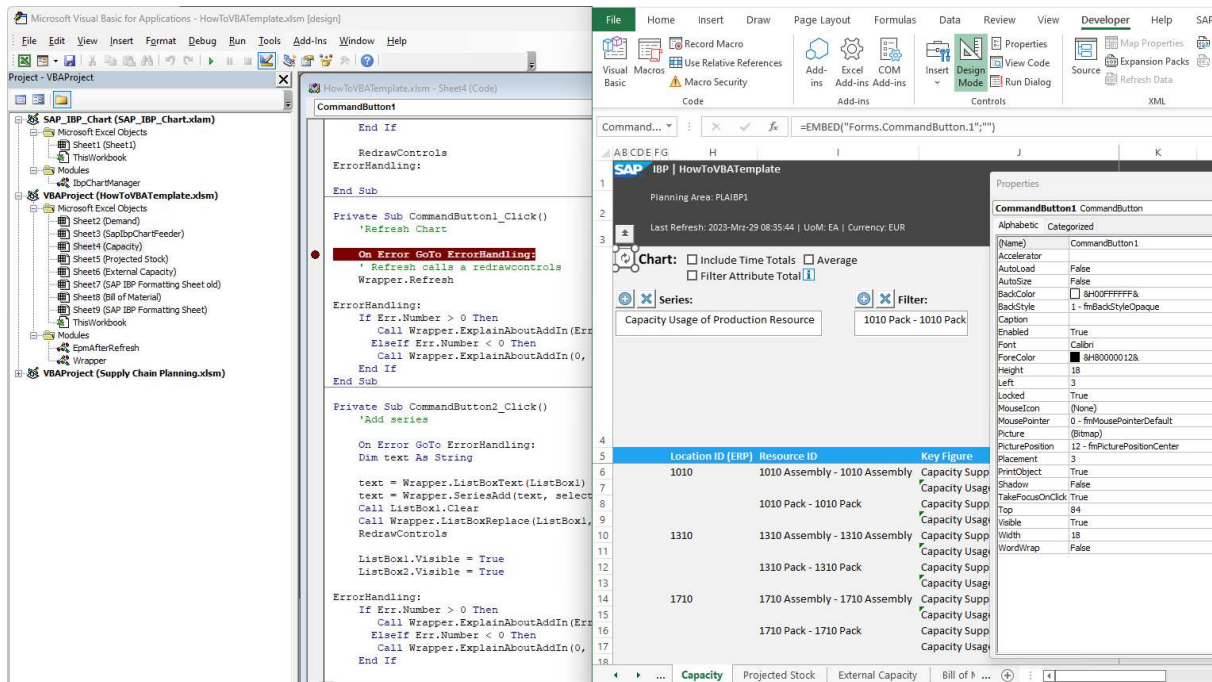 Microsoft Visual Basic for Applications - HowToVBATemplate.xlsm [design]
File Edit View Insert Format Debug Run Tools Add-Ins Window Help
Project - VBAProject
SAP_IBP_Chart (SAP_IBP_Chart.xlam)
Microsoft Excel Objects
Sheet1 (Sheet1)
ThisWorkbook
Modules
IbpChartManager
VBAProject (HowToVBATemplate.xlsm)
Microsoft Excel Objects
Sheet2 (Demand)
Sheet3 (SapIbpChartFeeder)
Sheet4 (Capacity)
Sheet5 (Projected Stock)
Sheet6 (External Capacity)
Sheet7 (SAP IBP Formatting Sheet old)
Sheet8 (Bill of Material)
Sheet9 (SAP IBP Formatting Sheet)
ThisWorkbook
Modules
EpmAfterRefresh
Wrapper
VBAProject (Supply Chain Planning.xlsm)
HowToVBATemplate.xlsm - Sheet4 (Code)
CommandButton1
End If
RedrawControls
ErrorHandling:
End Sub
Private Sub CommandButton1_Click()
'Refresh Chart
On Error GoTo ErrorHandling:
' Refresh calls a redrawcontrols
Wrapper.Refresh
ErrorHandling:
If Err.Number > 0 Then
Call Wrapper.ExplainAboutAddIn(Err
ElseIf Err.Number < 0 Then
Call Wrapper.ExplainAboutAddIn(0,
End If
End Sub
Private Sub CommandButton2_Click()
'Add series
On Error GoTo ErrorHandling:
Dim text As String
text = Wrapper.ListBoxText(ListBox1)
text = Wrapper.SeriesAdd(text, select
Call ListBox1.Clear
Call Wrapper.ListBoxReplace(ListBox1,
RedrawControls
ListBox1.Visible = True
ListBox2.Visible = True
ErrorHandling:
If Err.Number > 0 Then
Call Wrapper.ExplainAboutAddIn(Err
ElseIf Err.Number < 0 Then
Call Wrapper.ExplainAboutAddIn(0,
End If
File Home Insert Draw Page Layout Formulas Data Review View Developer Help SAP
Visual Basic
Macros
Record Macro
Use Relative References
Macro Security
Code
Add-ins
Excel Add-ins
COM Add-ins
Add-ins
Insert
Design Mode
Properties
View Code
Run Dialog
Controls
Source
Map Properties
Expansion Packs
Refresh Data
XML
Command... fx =EMBED("Forms.CommandButton.1";"")
A B C D E F G H I J K
SAP IBP | HowToVBATemplate
1
Planning Area: PLAIBP1
2
Last Refresh: 2023-Mrz-29 08:35:44 | UoM: EA | Currency: EUR
3
Chart: Include Time Totals Average
Filter Attribute Total
Series: Filter:
Capacity Usage of Production Resource 1010 Pack - 1010 Pack
4
5 Location ID (ERP) Resource ID Key Figure
6 1010 1010 Assembly - 1010 Assembly Capacity Supp
7 Capacity Usag
8 1010 Pack - 1010 Pack Capacity Supp
9 Capacity Usag
10 1310 1310 Assembly - 1310 Assembly Capacity Supp
11 Capacity Usag
12 1310 Pack - 1310 Pack Capacity Supp
13 Capacity Usag
14 1710 1710 Assembly - 1710 Assembly Capacity Supp
15 Capacity Usag
16 1710 Pack - 1710 Pack Capacity Supp
17 Capacity Usag
18
... Capacity Projected Stock External Capacity Bill of M ...
Properties
CommandButton1 CommandButton
Alphabetic Categorized
(Name) CommandButton1
Accelerator
AutoLoad False
AutoSize False
BackColor &H00FFFFFF&
BackStyle 1 - fmBackStyleOpaque
Caption
Enabled True
Font Calibri
ForeColor &H80000012&
Height 18
Left 3
Locked True
MouseIcon (None)
MousePointer 0 - fmMousePointerDefault
Picture (Bitmap)
PicturePosition 12 - fmPicturePositionCenter
Placement 3
PrintObject True
Shadow False
TakeFocusOnClick True
Top 84
Visible True
Width 18
WordWrap False